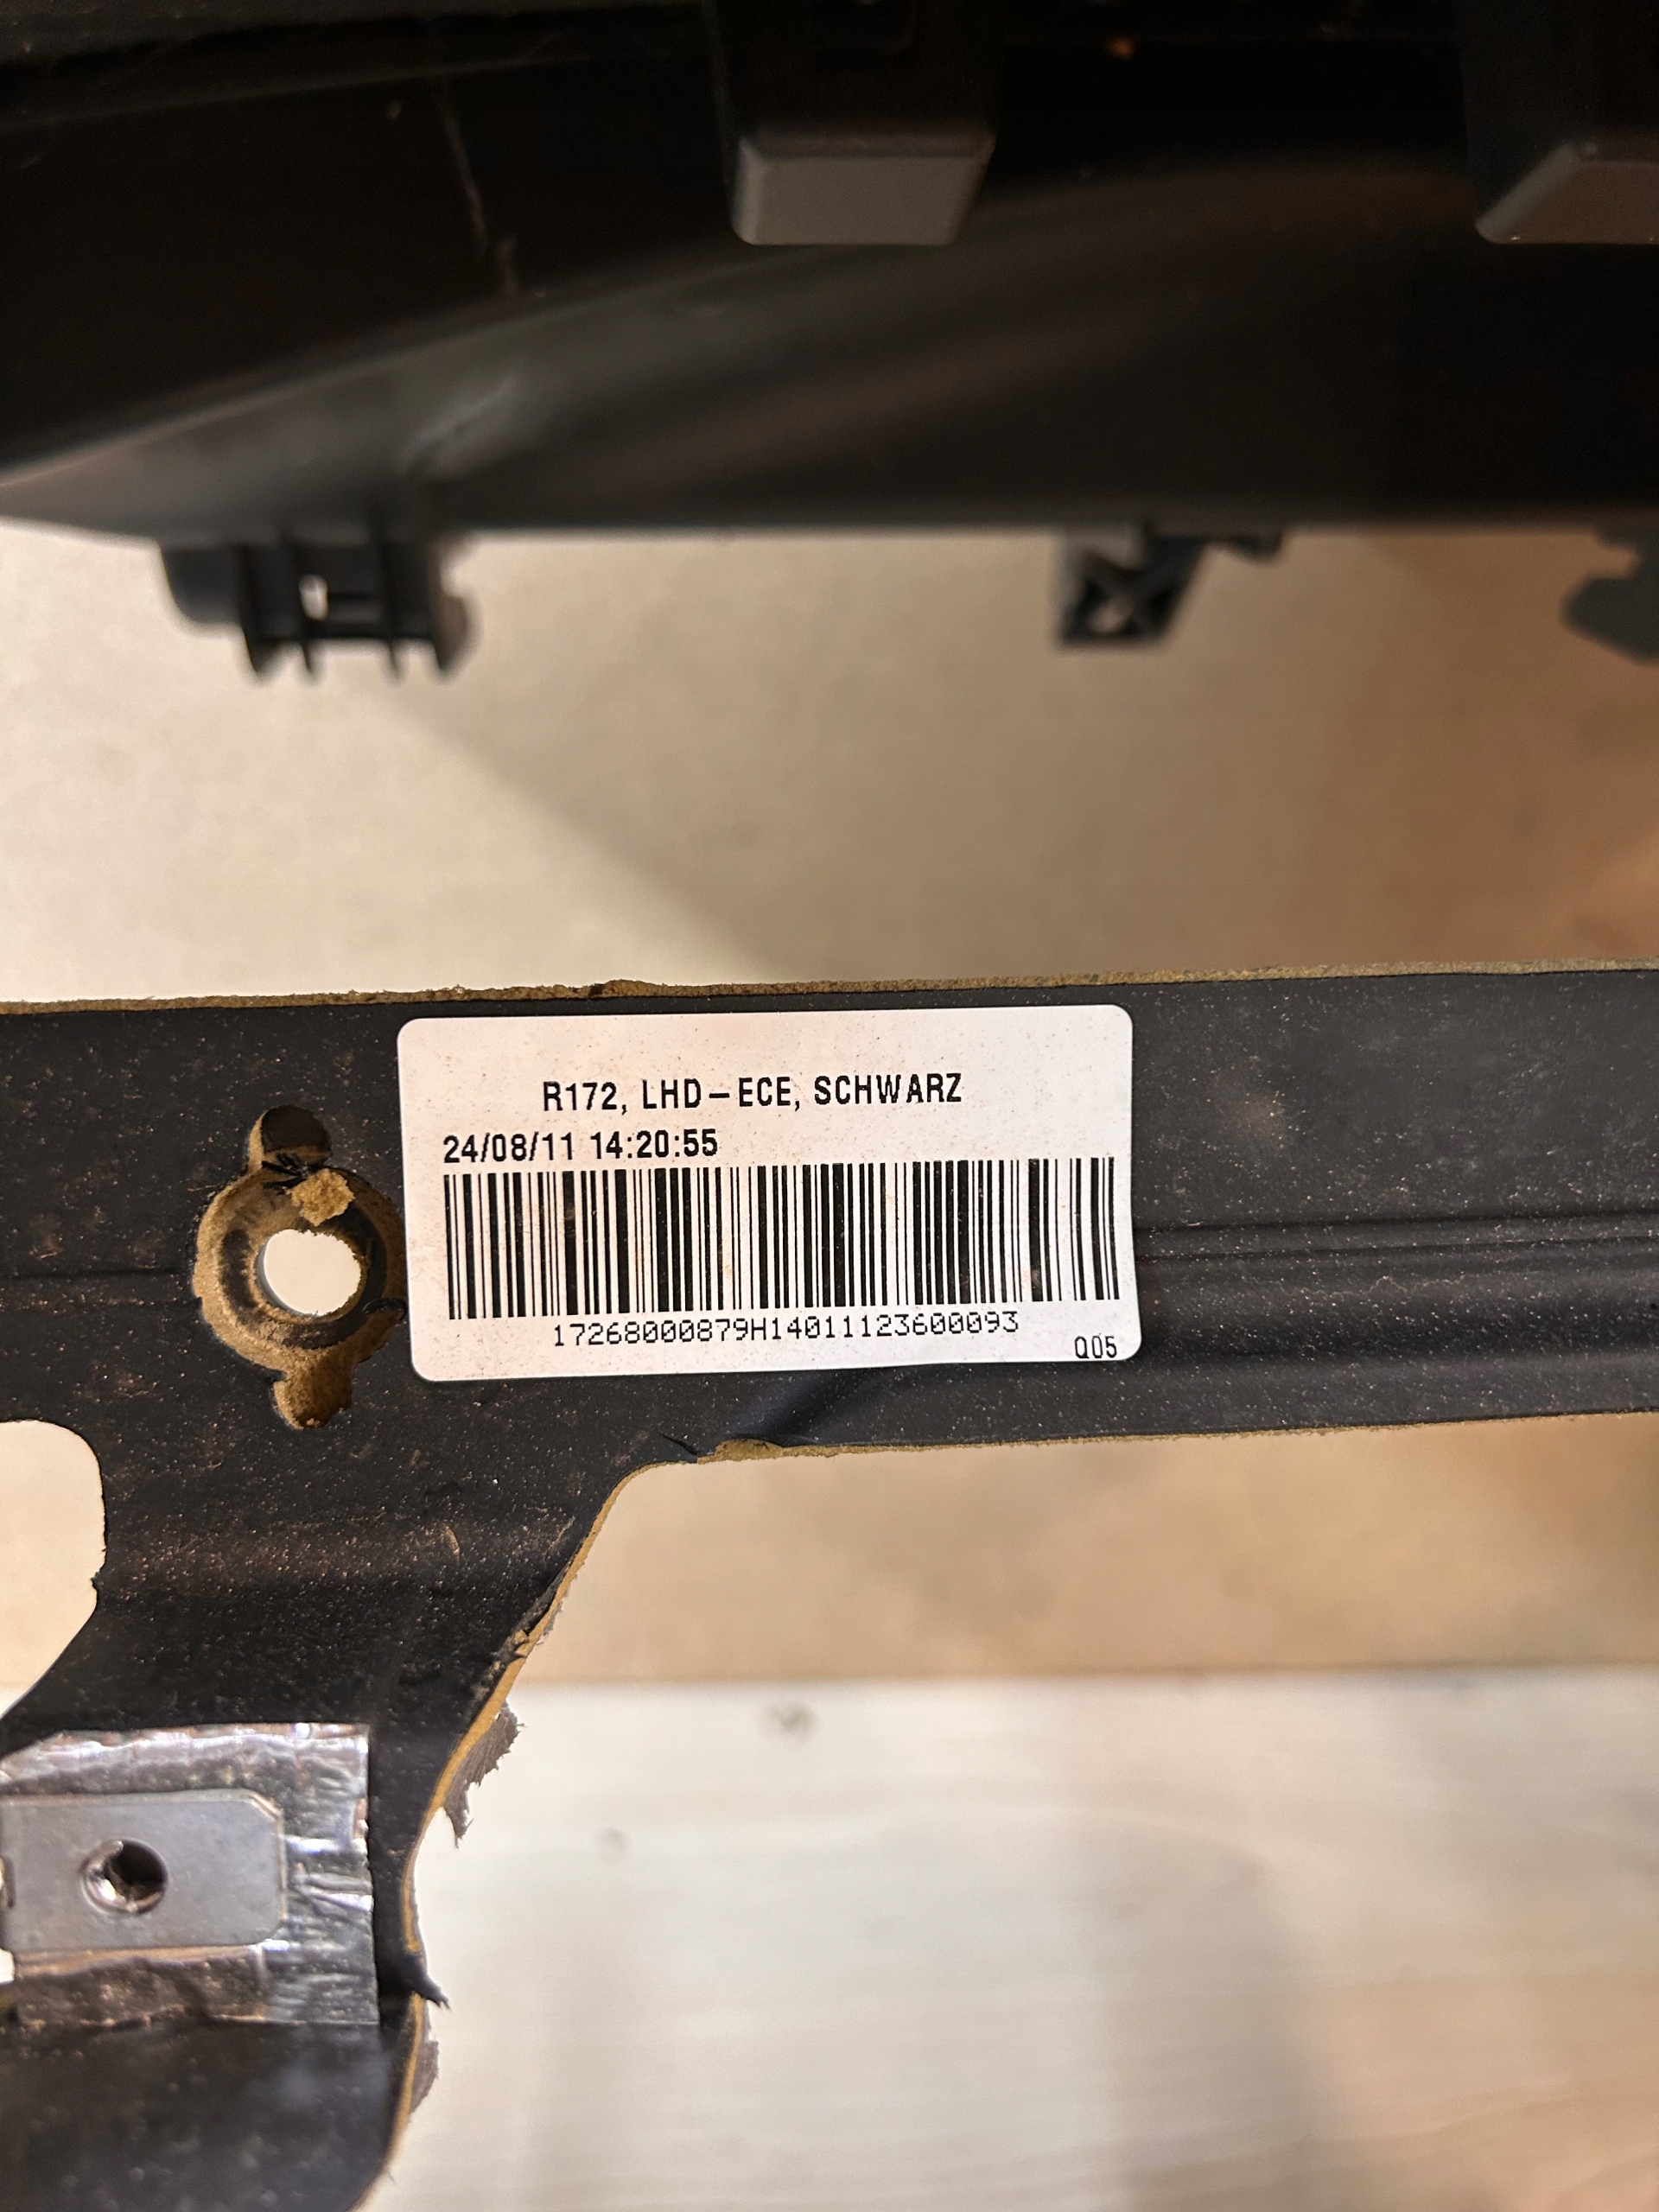 R172, LHD-ECE, SCHWARZ
24/08/11 14:20:55
17268000879H14011123600093
Q05